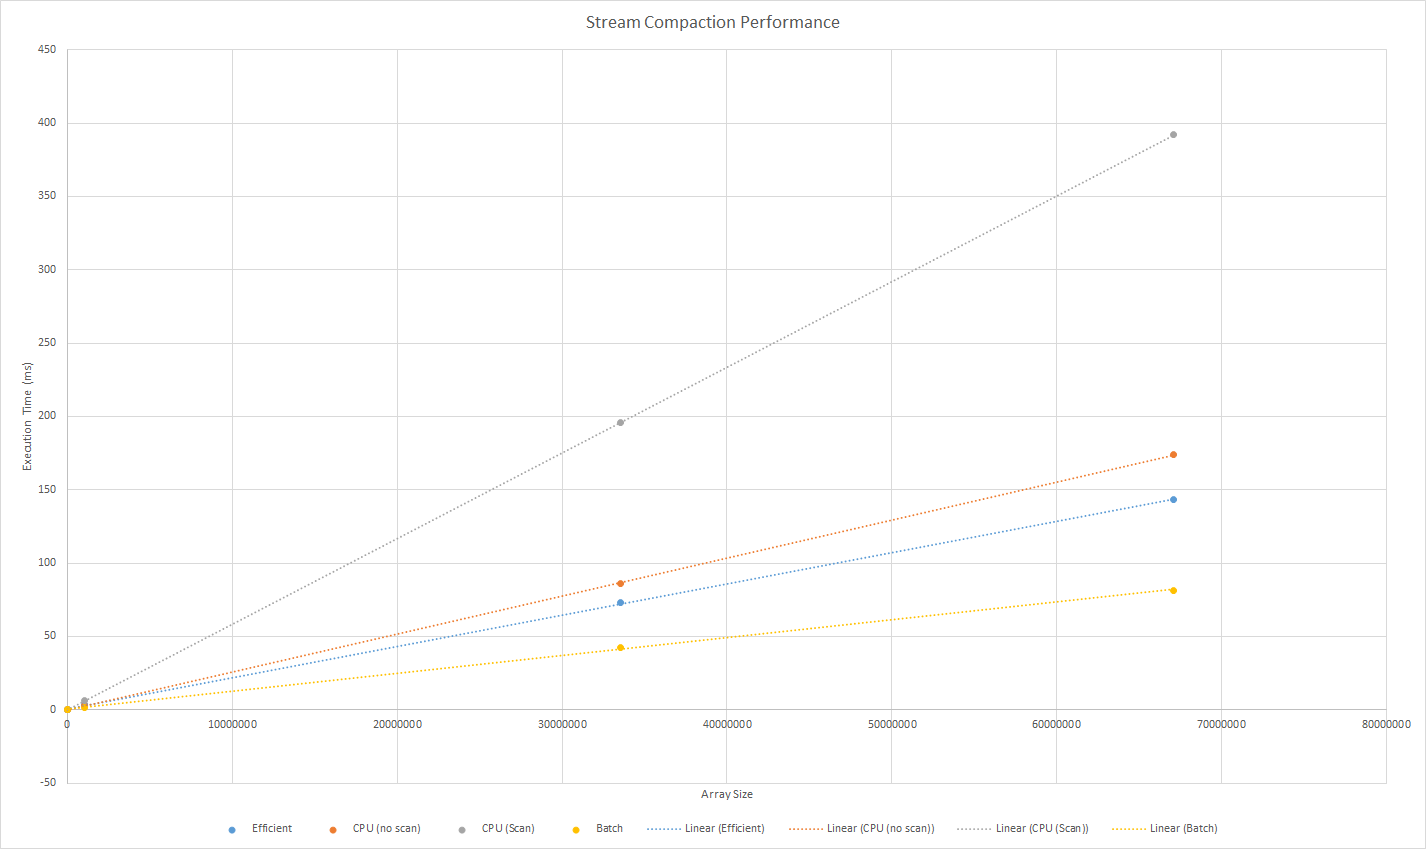 Stream Compaction Performance
450
400
350
300
250
200
150
100
50
0
-50
Execution Time (ms)
0 10000000 20000000 30000000 40000000 50000000 60000000 70000000 80000000
Array Size
Efficient CPU (no scan) CPU (Scan) Batch Linear (Efficient) Linear (CPU (no scan)) Linear (CPU (Scan)) Linear (Batch)